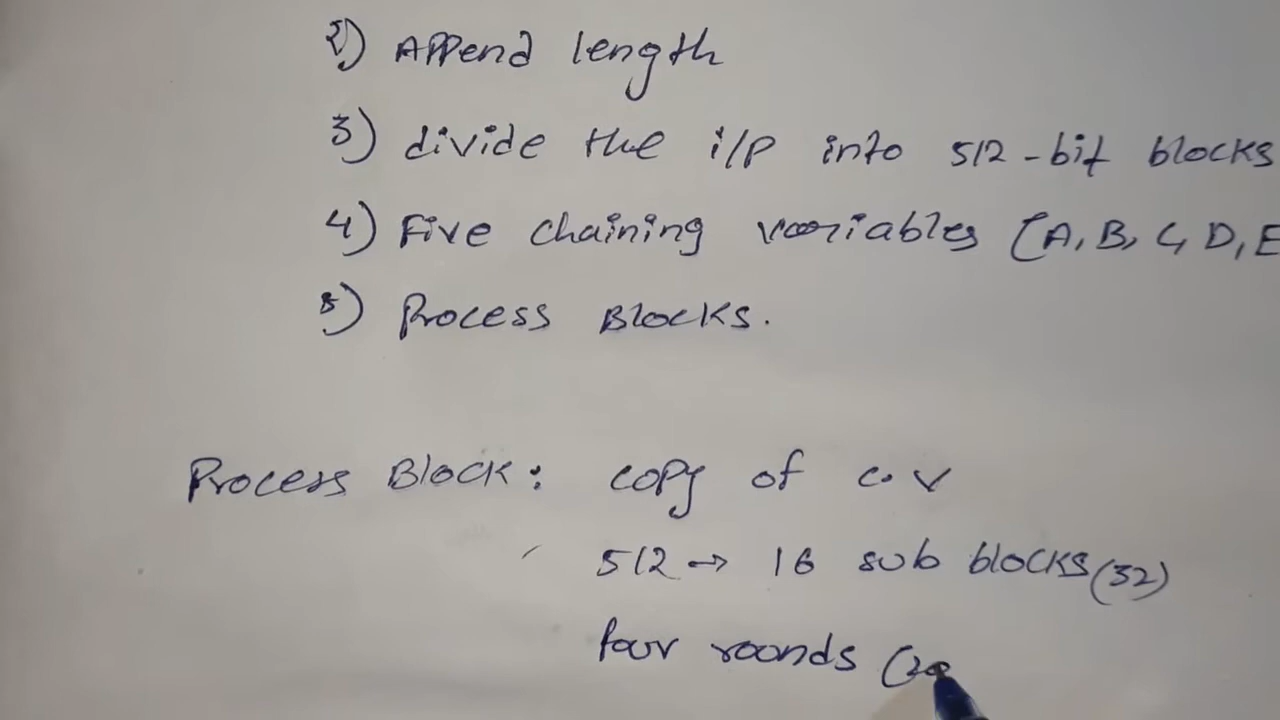 2) Append length
3) divide the i/p into 512-bit blocks
4) Five chaining variables (A, B, C, D, E
5) Process Blocks.
Process Block: copy of c.v
512 → 16 sub blocks (32)
four rounds (20